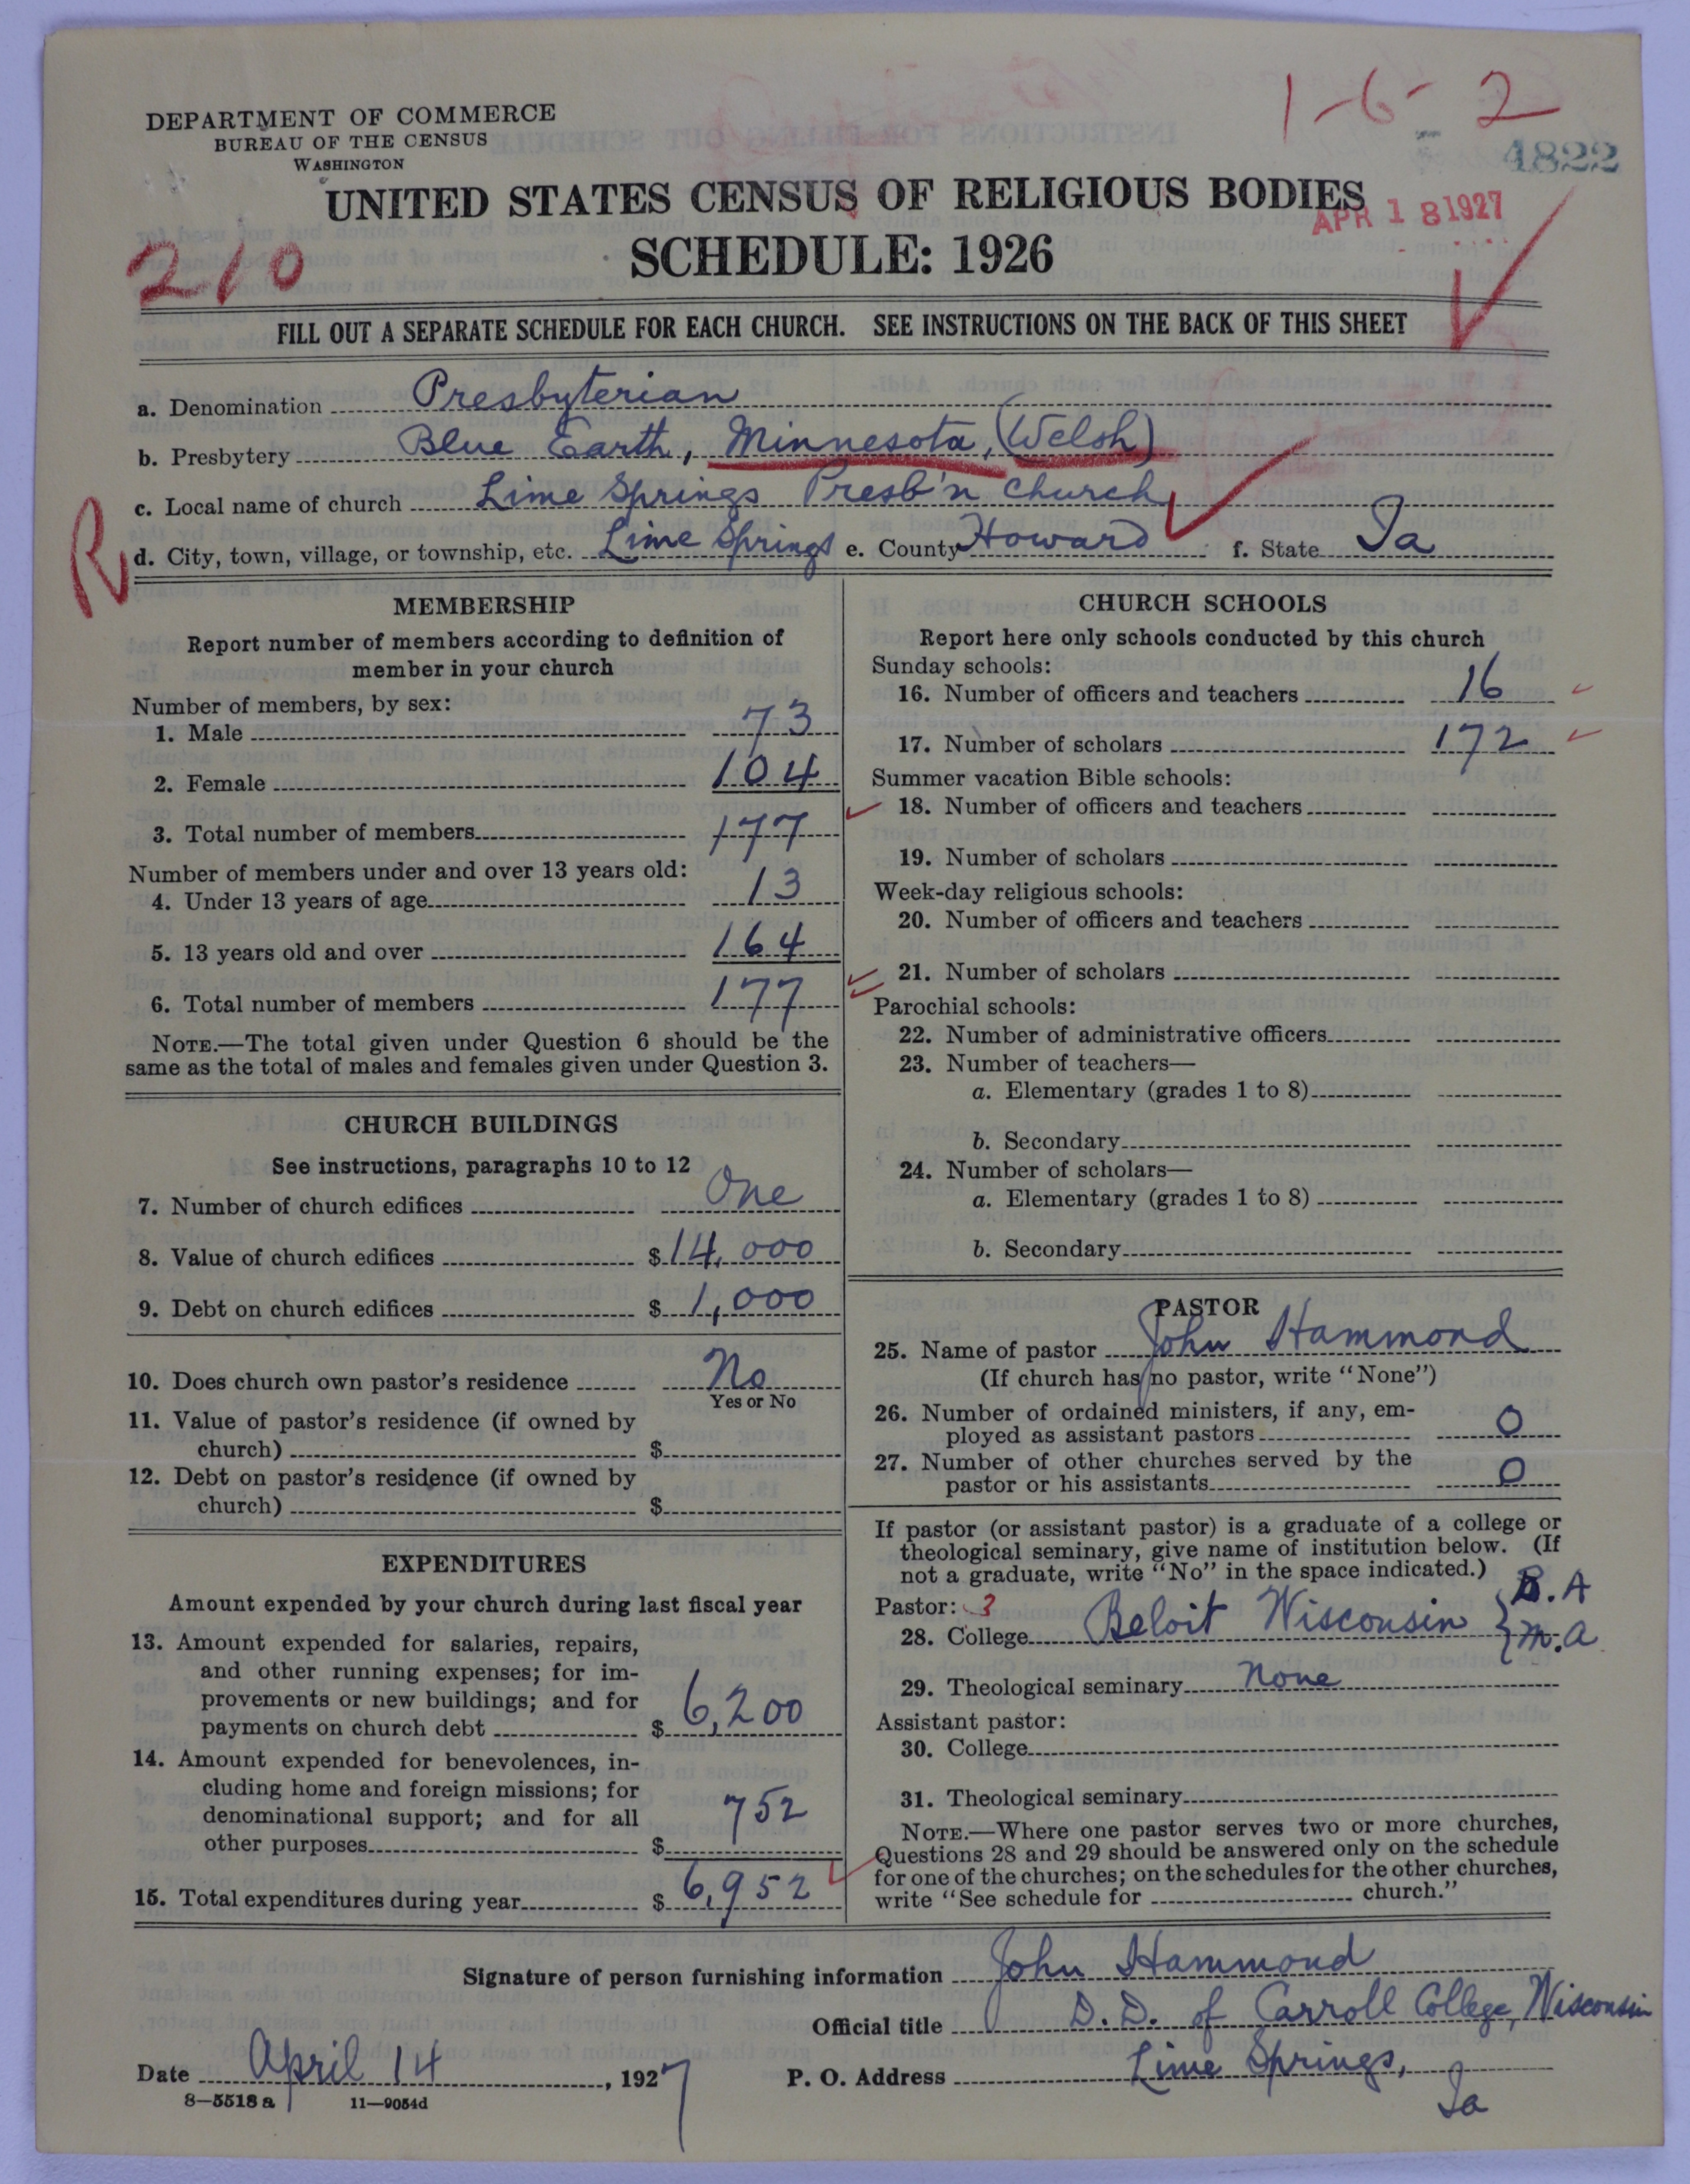 1-6-2
DEPARTMENT OF COMMERCE
BUREAU OF THE CENSUS
WASHINGTON
4822
UNITED STATES CENSUS OF RELIGIOUS BODIES
APR 18 1927
SCHEDULE: 1926
210
FILL OUT A SEPARATE SCHEDULE FOR EACH CHURCH. SEE INSTRUCTIONS ON THE BACK OF THIS SHEET
a. Denomination Presbyterian
b. Presbytery Blue Earth, Minnesota, (Welsh)
c. Local name of church Lime Springs Presb'n church
R
d. City, town, village, or township, etc. Lime Springs e. County Howard f. State Ia
MEMBERSHIP
Report number of members according to definition of
member in your church
Number of members, by sex:
1. Male 73
2. Female 104
3. Total number of members 177
Number of members under and over 13 years old:
4. Under 13 years of age 13
5. 13 years old and over 164
6. Total number of members 177
NOTE.—The total given under Question 6 should be the
same as the total of males and females given under Question 3.
CHURCH BUILDINGS
See instructions, paragraphs 10 to 12
7. Number of church edifices One
8. Value of church edifices $ 14,000
9. Debt on church edifices $ 1,000
10. Does church own pastor's residence No
Yes or No
11. Value of pastor's residence (if owned by
church) $
12. Debt on pastor's residence (if owned by
church) $
EXPENDITURES
Amount expended by your church during last fiscal year
13. Amount expended for salaries, repairs,
and other running expenses; for im-
provements or new buildings; and for
payments on church debt $ 6,200
14. Amount expended for benevolences, in-
cluding home and foreign missions; for
denominational support; and for all
other purposes $ 752
15. Total expenditures during year $ 6,952
CHURCH SCHOOLS
Report here only schools conducted by this church
Sunday schools:
16. Number of officers and teachers 16
17. Number of scholars 172
Summer vacation Bible schools:
18. Number of officers and teachers
19. Number of scholars
Week-day religious schools:
20. Number of officers and teachers
21. Number of scholars
Parochial schools:
22. Number of administrative officers
23. Number of teachers—
a. Elementary (grades 1 to 8)
b. Secondary
24. Number of scholars—
a. Elementary (grades 1 to 8)
b. Secondary
PASTOR
25. Name of pastor John Hammond
(If church has no pastor, write "None")
26. Number of ordained ministers, if any, em-
ployed as assistant pastors 0
27. Number of other churches served by the
pastor or his assistants 0
If pastor (or assistant pastor) is a graduate of a college or
theological seminary, give name of institution below. (If
not a graduate, write "No" in the space indicated.)
B.A
Pastor: 3
28. College Beloit Wisconsin M.A
29. Theological seminary None
Assistant pastor:
30. College
31. Theological seminary
NOTE.—Where one pastor serves two or more churches,
Questions 28 and 29 should be answered only on the schedule
for one of the churches; on the schedules for the other churches,
write "See schedule for church."
Signature of person furnishing information John Hammond
Official title D.D. of Carroll College, Wisconsin
Date April 14, 1927 P. O. Address Lime Springs,
Ia
8—5518 a 11—9054d